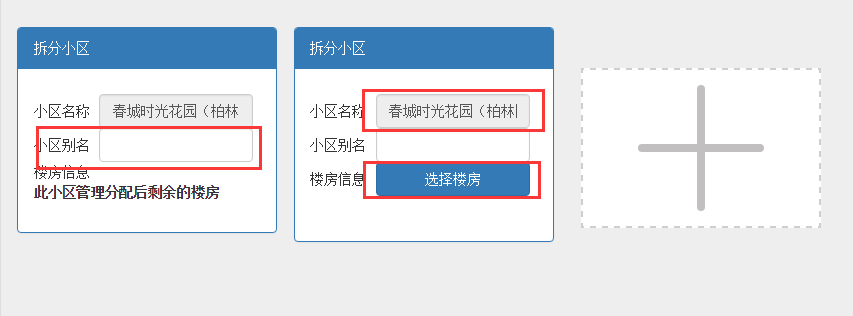 拆分小区
小区名称 春城时光花园（柏林
小区别名
楼房信息
此小区管理分配后剩余的楼房
拆分小区
小区名称 春城时光花园（柏林
小区别名
楼房信息 选择楼房